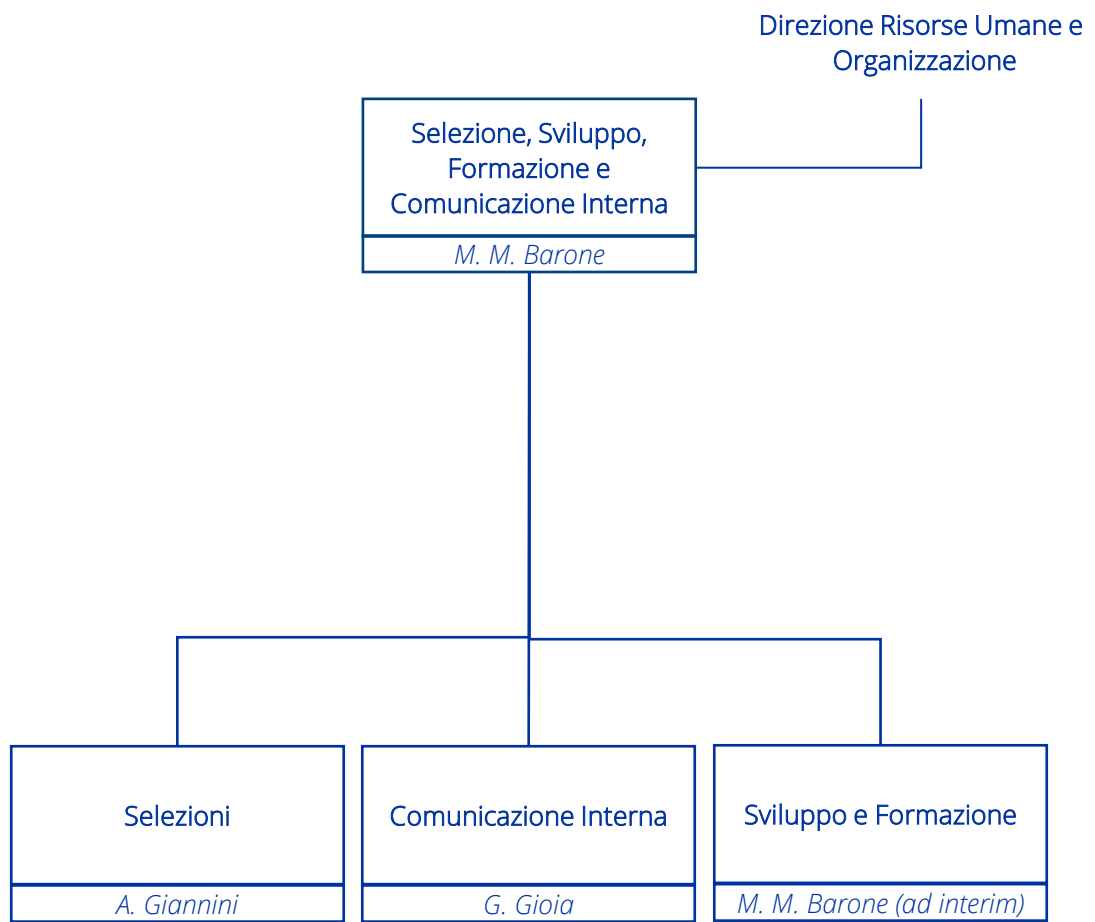 Direzione Risorse Umane e
Organizzazione
Selezione, Sviluppo,
Formazione e
Comunicazione Interna
M. M. Barone
Selezioni
A. Giannini
Comunicazione Interna
G. Gioia
Sviluppo e Formazione
M. M. Barone (ad interim)